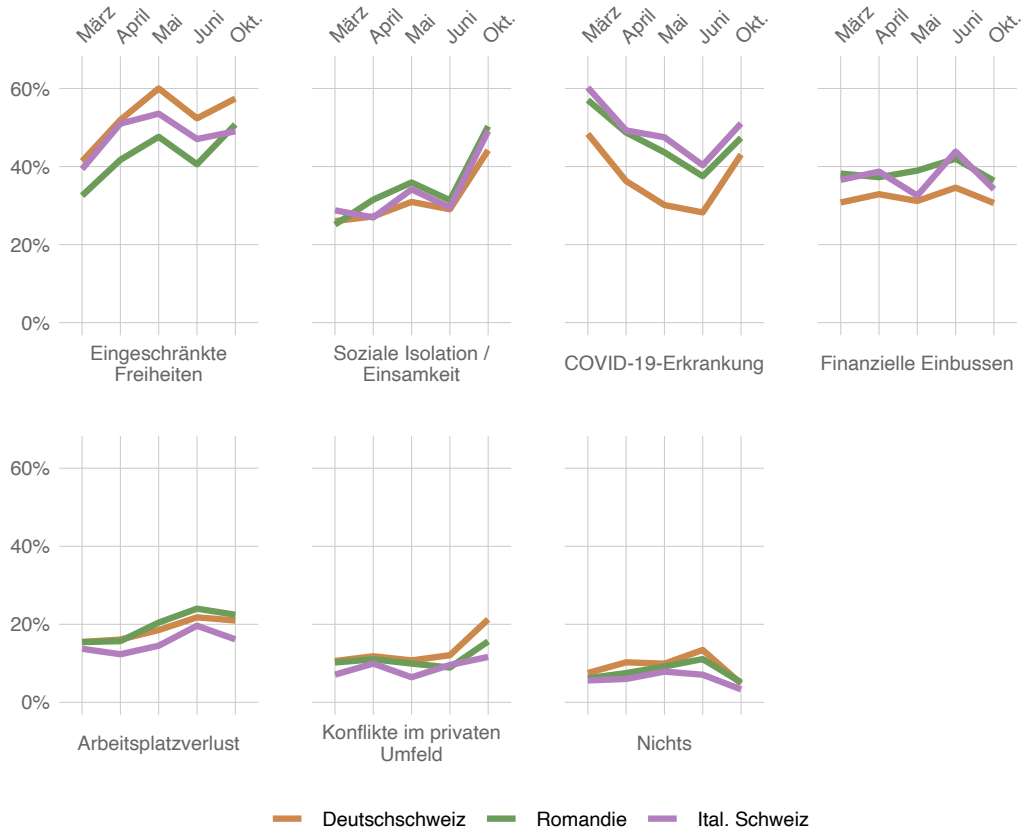 März April Mai Juni Okt. März April Mai Juni Okt. März April Mai Juni Okt. März April Mai Juni Okt.
60%
40%
20%
0%
Eingeschränkte
Freiheiten
Soziale Isolation /
Einsamkeit
COVID-19-Erkrankung
Finanzielle Einbussen
60%
40%
20%
0%
Arbeitsplatzverlust
Konflikte im privaten
Umfeld
Nichts
Deutschschweiz Romandie Ital. Schweiz